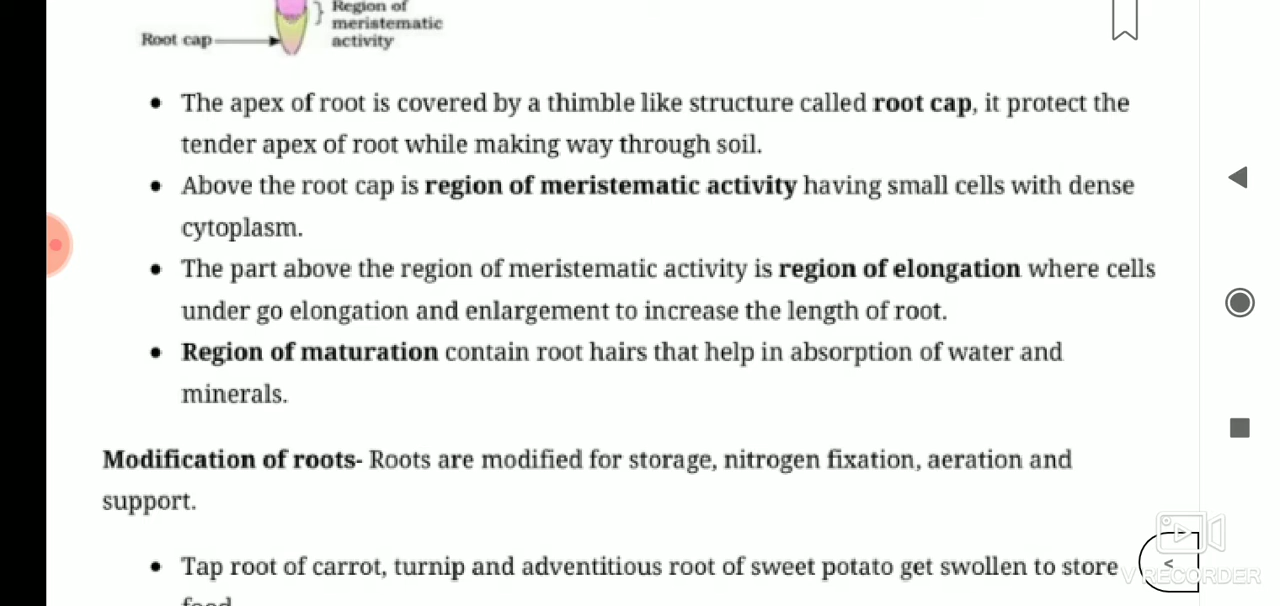 Region of
meristematic
activity
Root cap
• The apex of root is covered by a thimble like structure called root cap, it protect the
tender apex of root while making way through soil.
• Above the root cap is region of meristematic activity having small cells with dense
cytoplasm.
• The part above the region of meristematic activity is region of elongation where cells
under go elongation and enlargement to increase the length of root.
• Region of maturation contain root hairs that help in absorption of water and
minerals.
Modification of roots- Roots are modified for storage, nitrogen fixation, aeration and
support.
• Tap root of carrot, turnip and adventitious root of sweet potato get swollen to store
food
<
V RECORDER